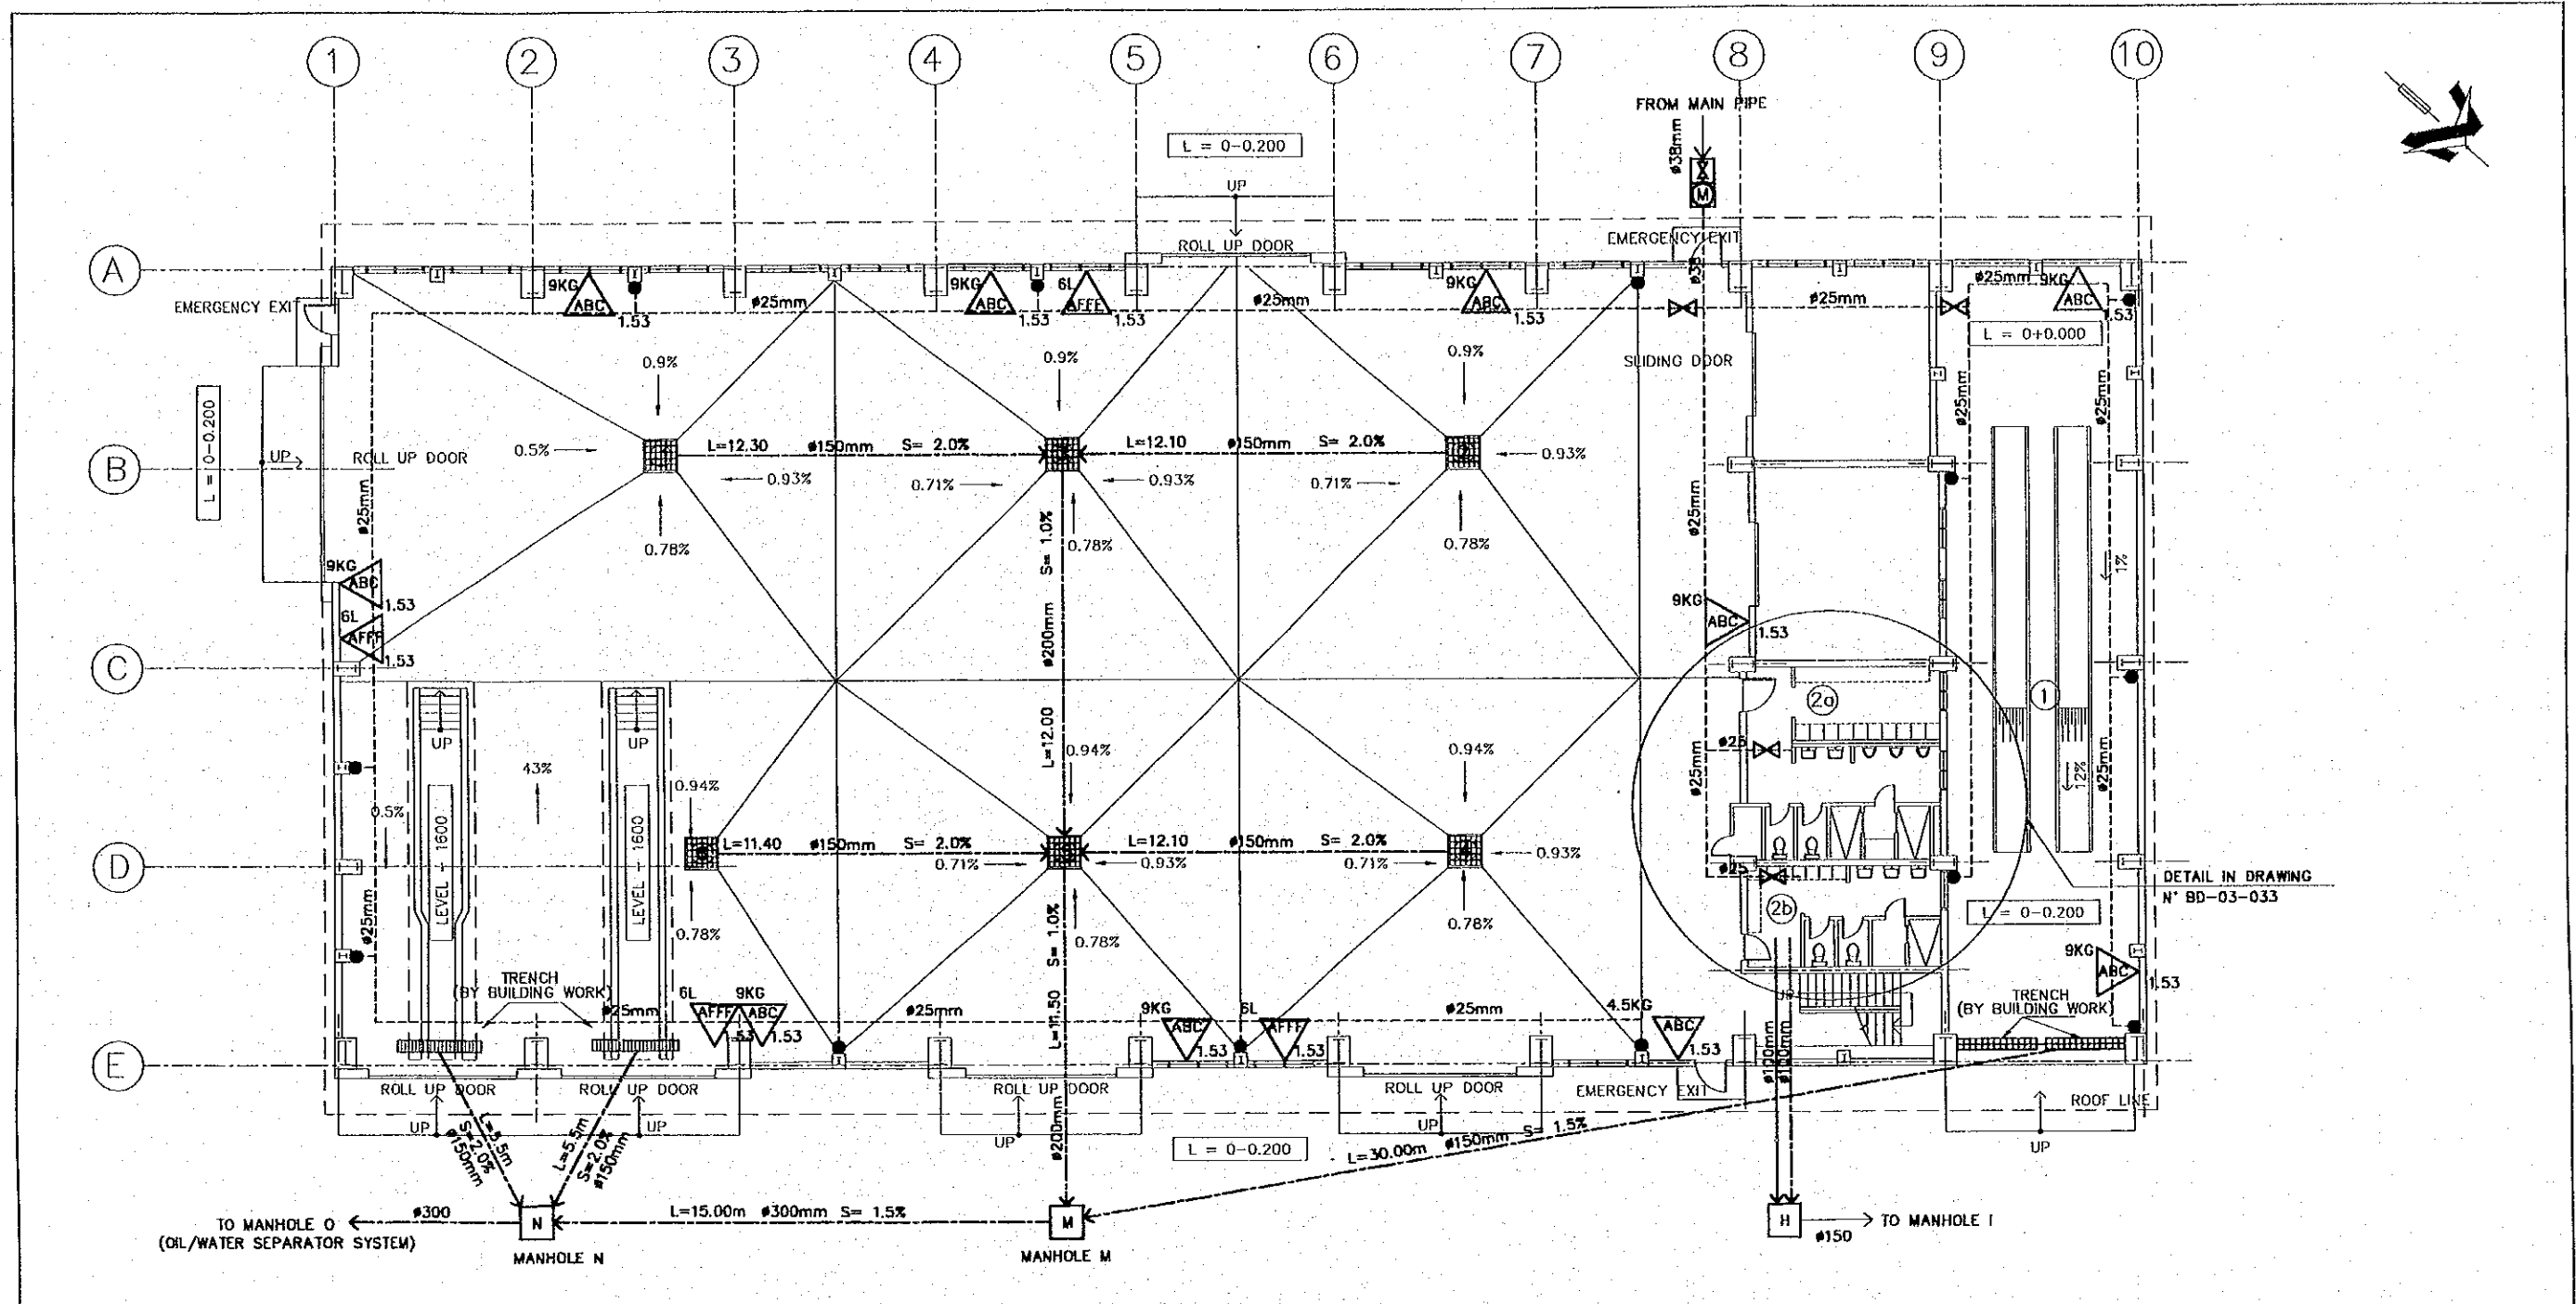 1 2 3 4 5 6 7 8 9 10
FROM MAIN PIPE
ø38mm
L = 0-0.200
UP
M
ROLL UP DOOR
EMERGENCY EXIT
A
EMERGENCY EXIT
9KG
ABC
1.53
ø25mm
9KG
ABC
1.53
6L
AFFF
1.53
ø25mm
9KG
ABC
1.53
ø38
ø25mm
ø25mm
9KG
ABC
1.53
L = 0+0.000
0.9%
0.9%
0.9%
SLIDING DOOR
L = 0-0.200
UP
B
ROLL UP DOOR
0.5%
L=12.30 ø150mm S= 2.0%
L=12.10 ø150mm S= 2.0%
0.93%
0.93%
0.71%
0.93%
0.71%
ø25mm
ø25mm
ø25mm
ø25mm
S= 1.0%
0.78%
0.78%
0.78%
1%
9KG
ABC
1.53
6L
AFFF
1.53
ø200mm
9KG
ABC
1.53
C
2a
1
UP
UP
L=12.00
0.94%
0.94%
ø25
43%
0.94%
ø25mm
ø25mm
12%
0.5%
LEVEL - 1600
LEVEL - 1600
L=11.40 ø150mm S= 2.0%
L=12.10 ø150mm S= 2.0%
0.71%
0.93%
0.71%
0.93%
D
ø25
DETAIL IN DRAWING
N° BD-03-033
2b
L = 0-0.200
0.78%
0.78%
0.78%
ø25mm
S= 1.0%
TRENCH
(BY BUILDING WORK)
ø25mm
6L
AFFF
1.53
9KG
ABC
1.53
ø25mm
L=11.50
9KG
ABC
1.53
6L
AFFF
1.53
ø25mm
4.5KG
ABC
1.53
UP
TRENCH
(BY BUILDING WORK)
9KG
ABC
1.53
E
ø100mm
ø100mm
ROLL UP DOOR
ROLL UP DOOR
ROLL UP DOOR
ROLL UP DOOR
EMERGENCY EXIT
ROOF LINE
UP
UP
UP
UP
UP
ø200mm
L=5.5m
S=2.0%
ø150mm
L=5.5m
S=2.0%
ø150mm
L = 0-0.200
L=30.00m ø150mm S= 1.5%
TO MANHOLE O
(OIL/WATER SEPARATOR SYSTEM)
ø300
N
MANHOLE N
L=15.00m ø300mm S= 1.5%
M
MANHOLE M
H
TO MANHOLE I
ø150